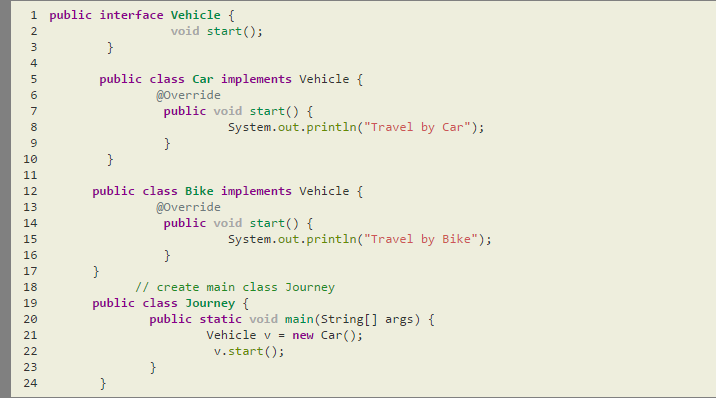 1 public interface Vehicle {
2 void start();
3 }
4
5 public class Car implements Vehicle {
6 @Override
7 public void start() {
8 System.out.println("Travel by Car");
9 }
10 }
11
12 public class Bike implements Vehicle {
13 @Override
14 public void start() {
15 System.out.println("Travel by Bike");
16 }
17 }
18 // create main class Journey
19 public class Journey {
20 public static void main(String[] args) {
21 Vehicle v = new Car();
22 v.start();
23 }
24 }